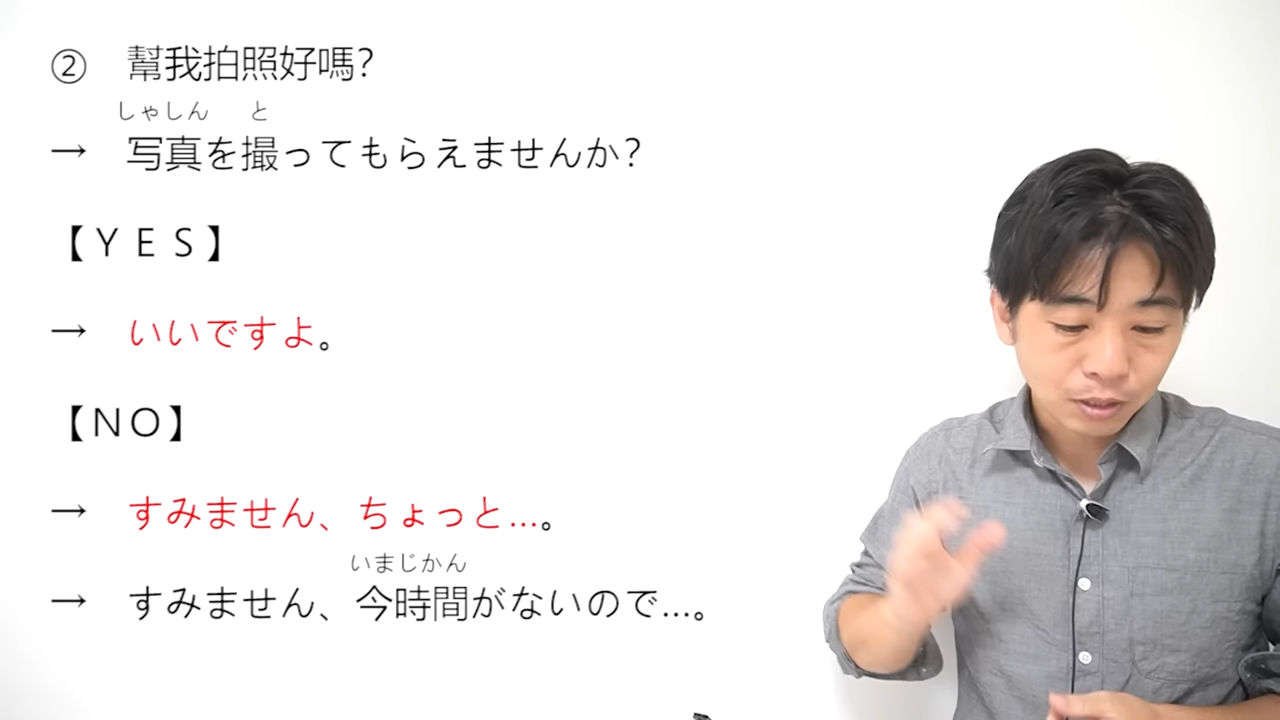 ② 幫我拍照好嗎？
しゃしん と
→ 写真を撮ってもらえませんか？
【ＹＥＳ】
→ いいですよ。
【ＮＯ】
→ すみません、ちょっと…。
いまじかん
→ すみません、今時間がないので…。